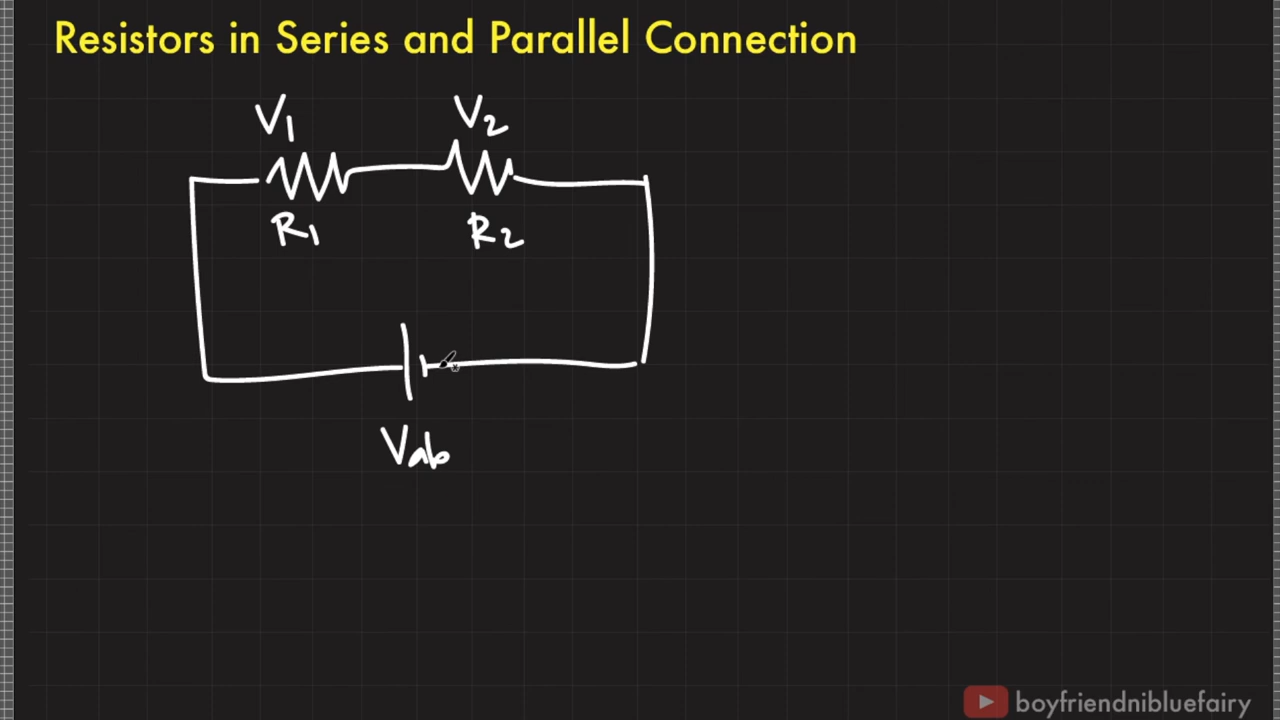 Resistors in Series and Parallel Connection
V1 V2
R1 R2
Vab
boyfriendnibluefairy